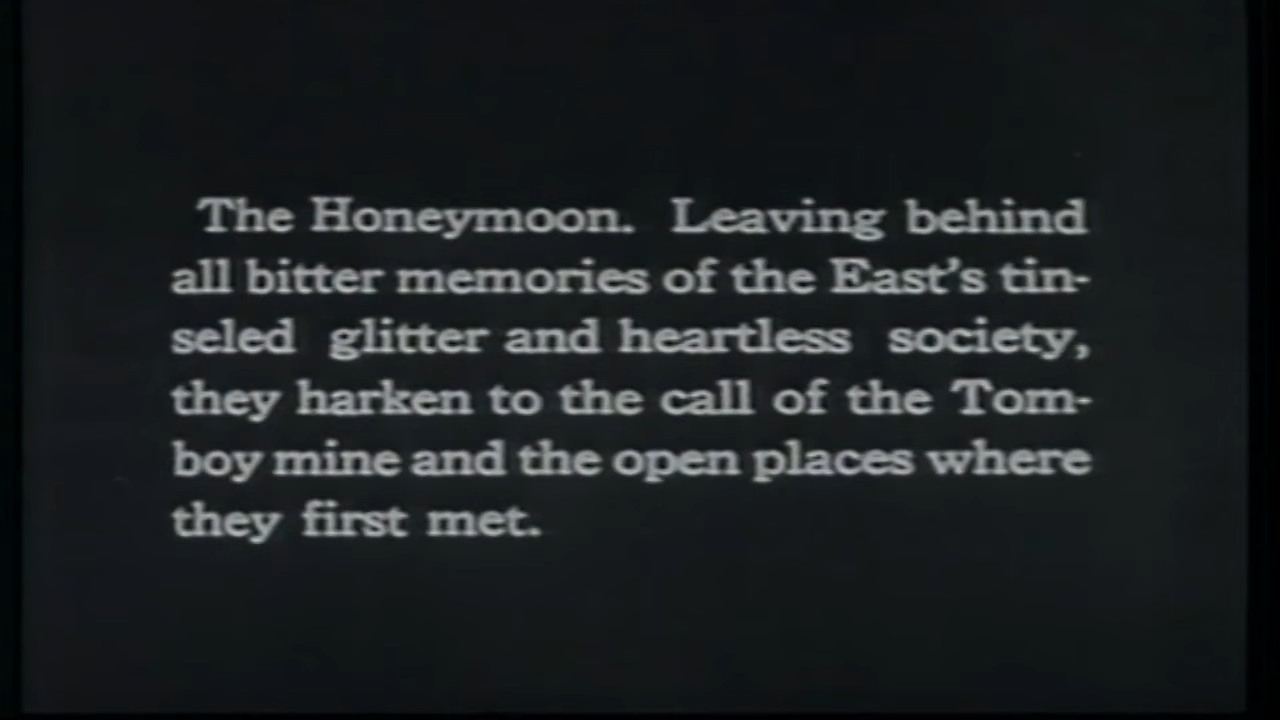 The Honeymoon. Leaving behind
all bitter memories of the East's tin-
seled glitter and heartless society,
they harken to the call of the Tom-
boy mine and the open places where
they first met.